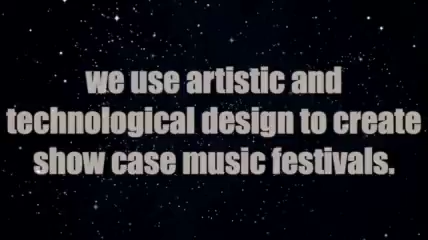 we use artistic and
technological design to create
show case music festivals.